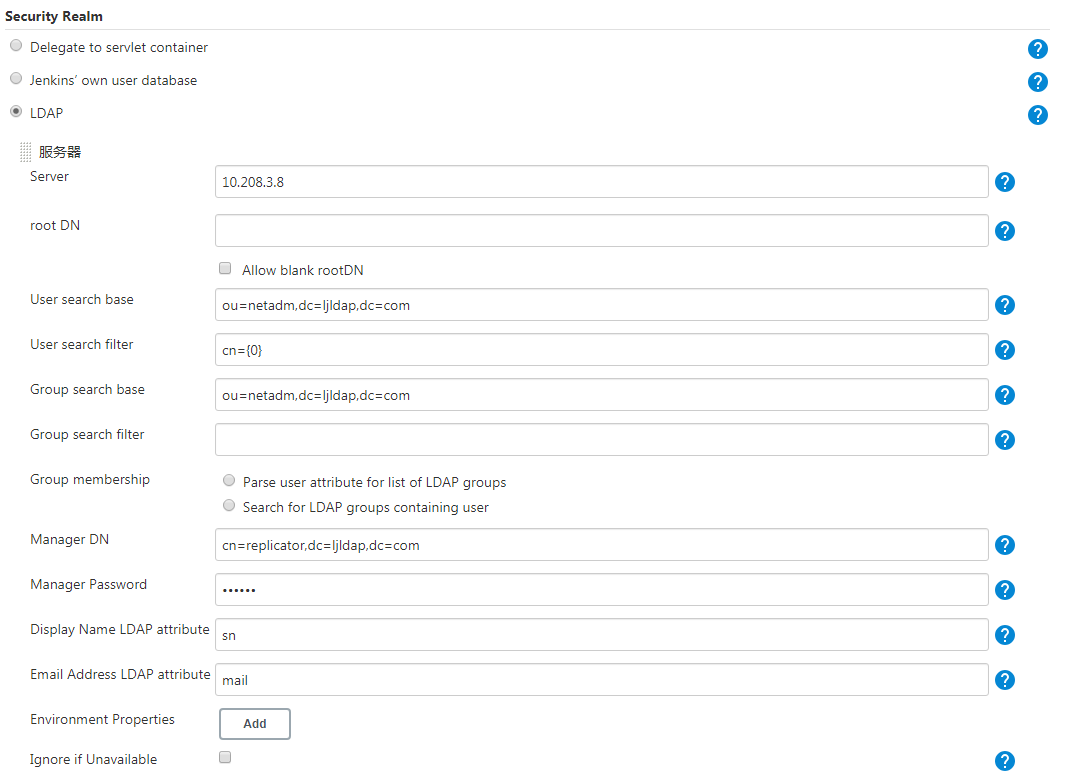 Security Realm
Delegate to servlet container
?
Jenkins' own user database
?
LDAP
?
服务器
Server
10.208.3.8
?
root DN
?
Allow blank rootDN
User search base
ou=netadm,dc=ljldap,dc=com
?
User search filter
cn={0}
?
Group search base
ou=netadm,dc=ljldap,dc=com
?
Group search filter
?
Group membership
Parse user attribute for list of LDAP groups
Search for LDAP groups containing user
Manager DN
cn=replicator,dc=ljldap,dc=com
?
Manager Password
••••••
?
Display Name LDAP attribute
sn
?
Email Address LDAP attribute
mail
?
Environment Properties
Add
Ignore if Unavailable
?